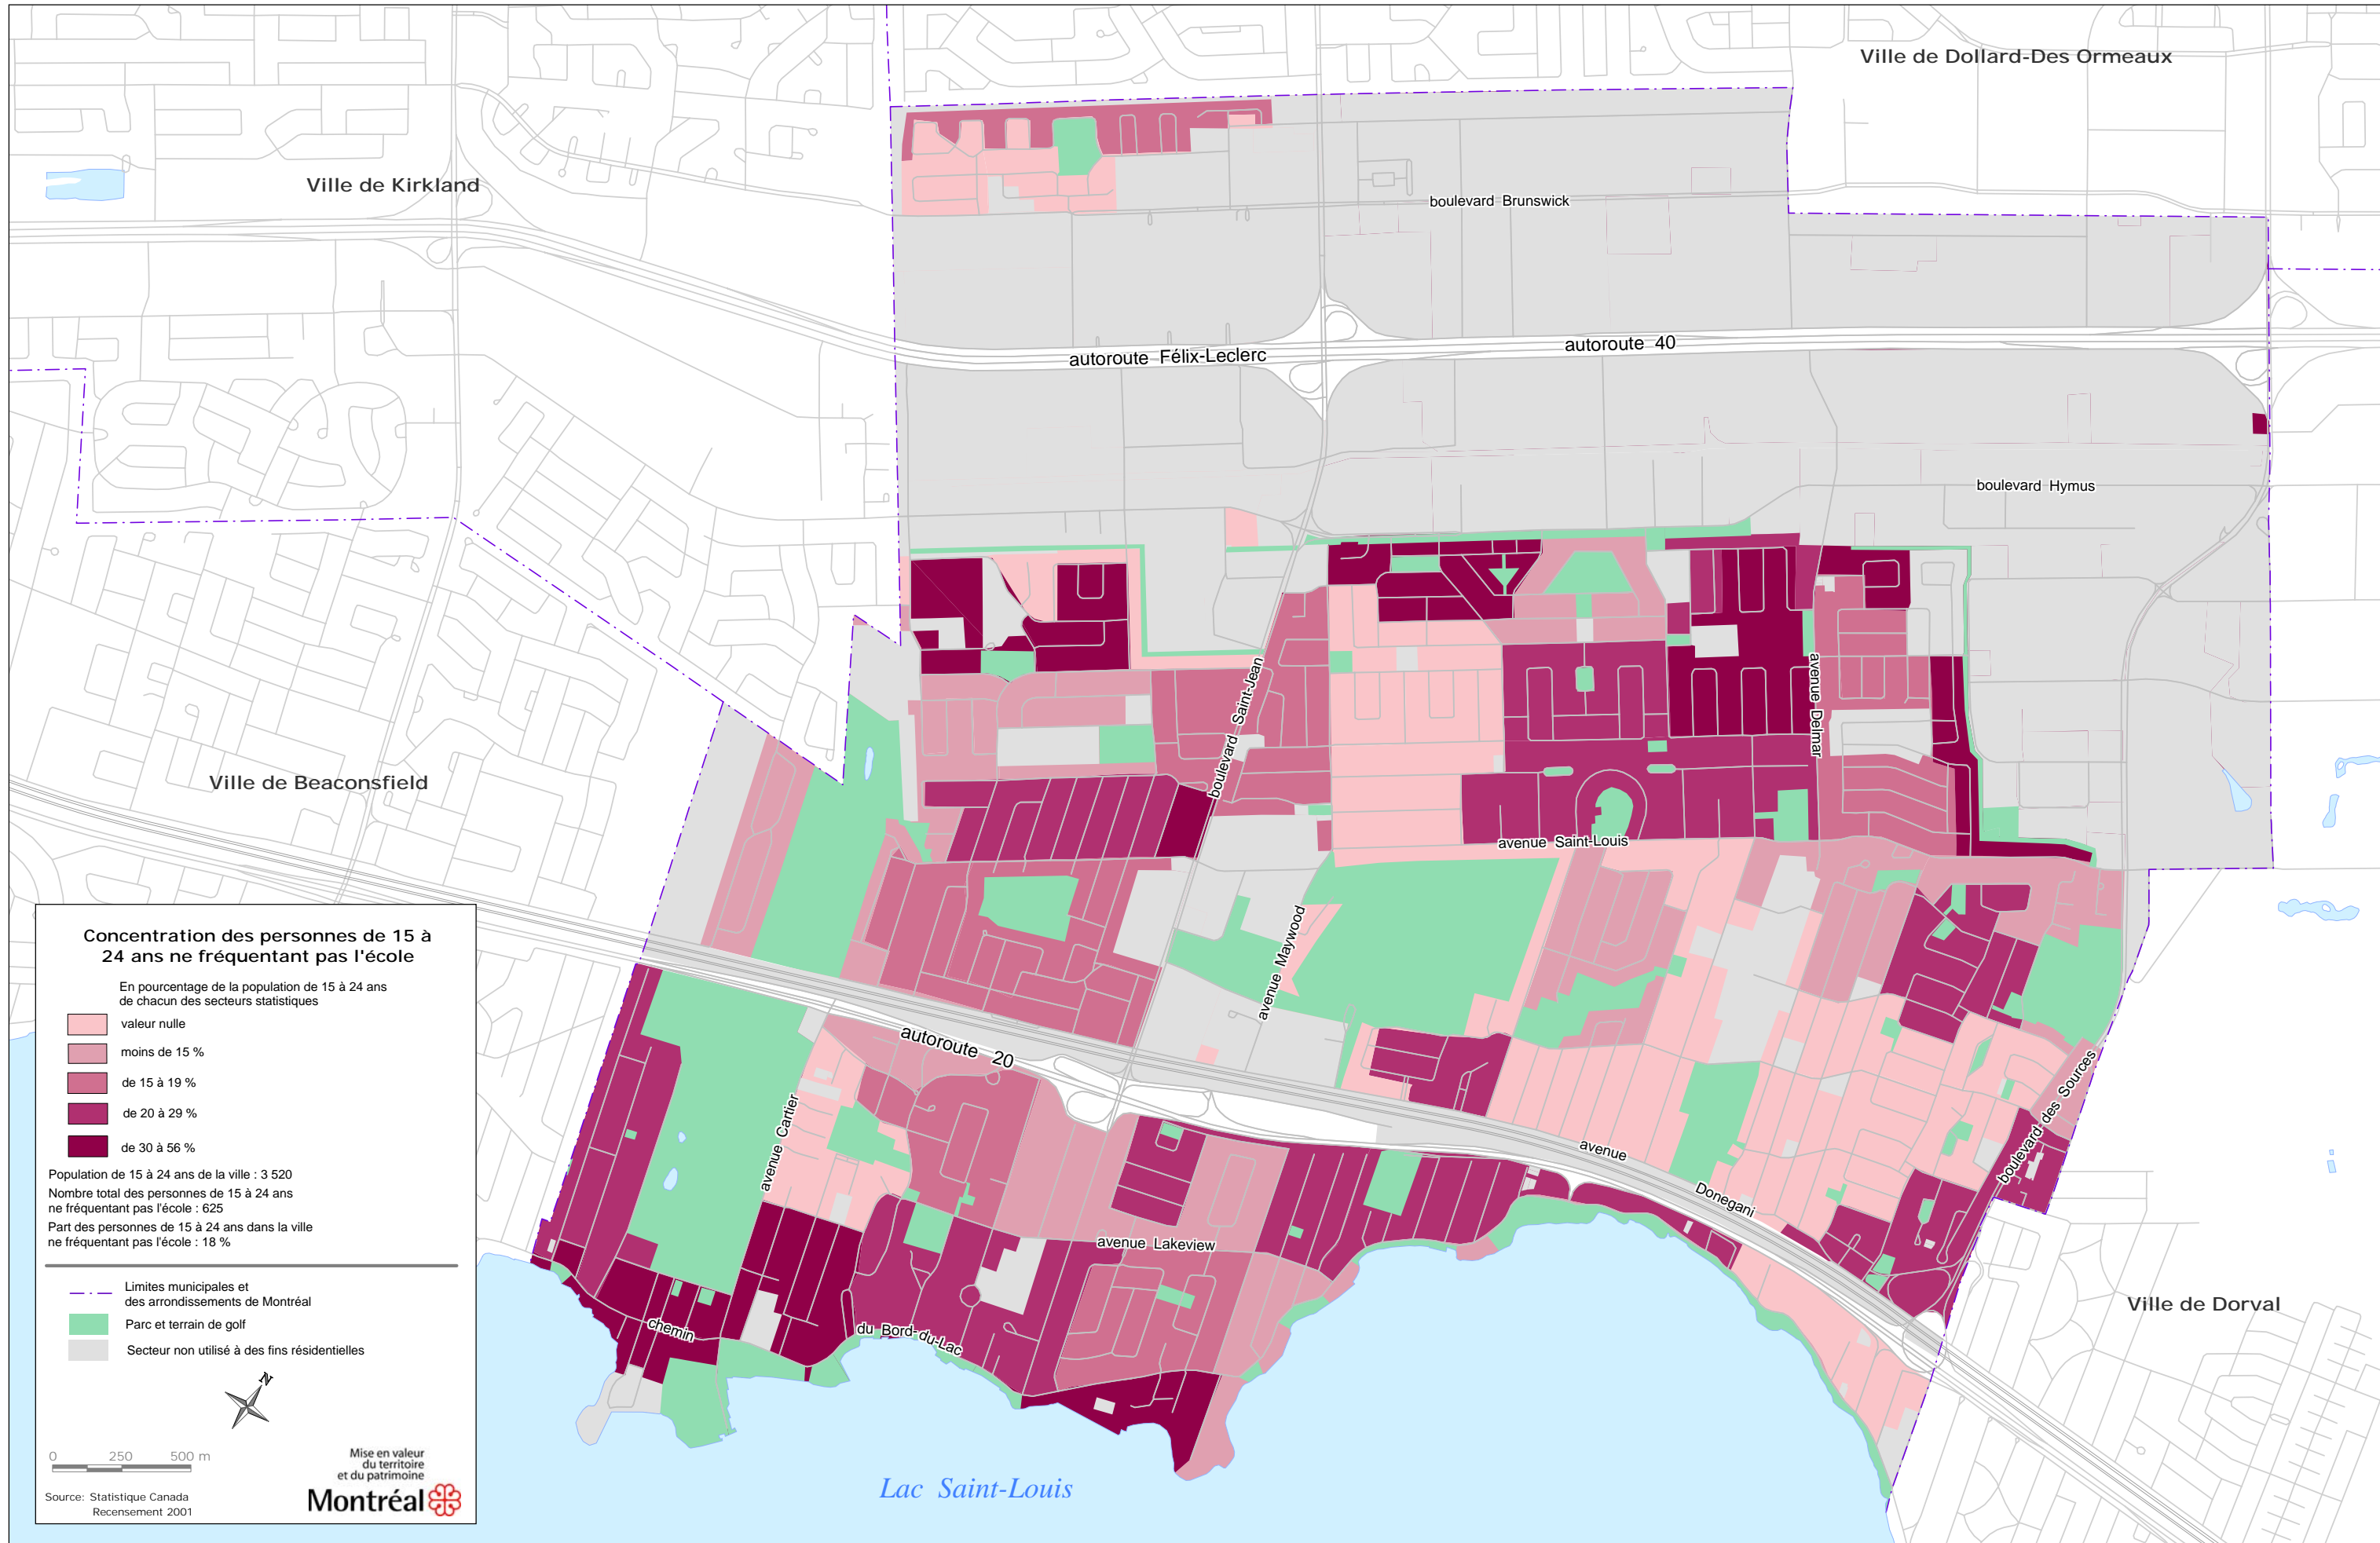 Ville de Dollard-Des Ormeaux
Ville de Kirkland
boulevard Brunswick
autoroute Félix-Leclerc
autoroute 40
boulevard Hymus
boulevard Saint-Jean
avenue Delmar
Ville de Beaconsfield
avenue Saint-Louis
avenue Maywood
autoroute 20
avenue Cartier
avenue
Donegani
boulevard des Sources
avenue Lakeview
chemin
du Bord-du-Lac
Ville de Dorval
Lac Saint-Louis
Concentration des personnes de 15 à
24 ans ne fréquentant pas l'école
En pourcentage de la population de 15 à 24 ans
de chacun des secteurs statistiques
valeur nulle
moins de 15 %
de 15 à 19 %
de 20 à 29 %
de 30 à 56 %
Population de 15 à 24 ans de la ville : 3 520
Nombre total des personnes de 15 à 24 ans
ne fréquentant pas l'école : 625
Part des personnes de 15 à 24 ans dans la ville
ne fréquentant pas l'école : 18 %
Limites municipales et
des arrondissements de Montréal
Parc et terrain de golf
Secteur non utilisé à des fins résidentielles
N
0 250 500 m
Mise en valeur
du territoire
et du patrimoine
Montréal
Source: Statistique Canada
Recensement 2001